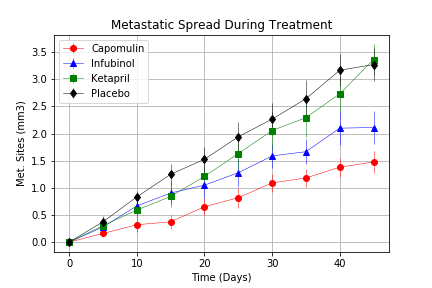 Metastatic Spread During Treatment
Capomulin
Infubinol
Ketapril
Placebo
Met. Sites (mm3)
3.5
3.0
2.5
2.0
1.5
1.0
0.5
0.0
0 10 20 30 40
Time (Days)